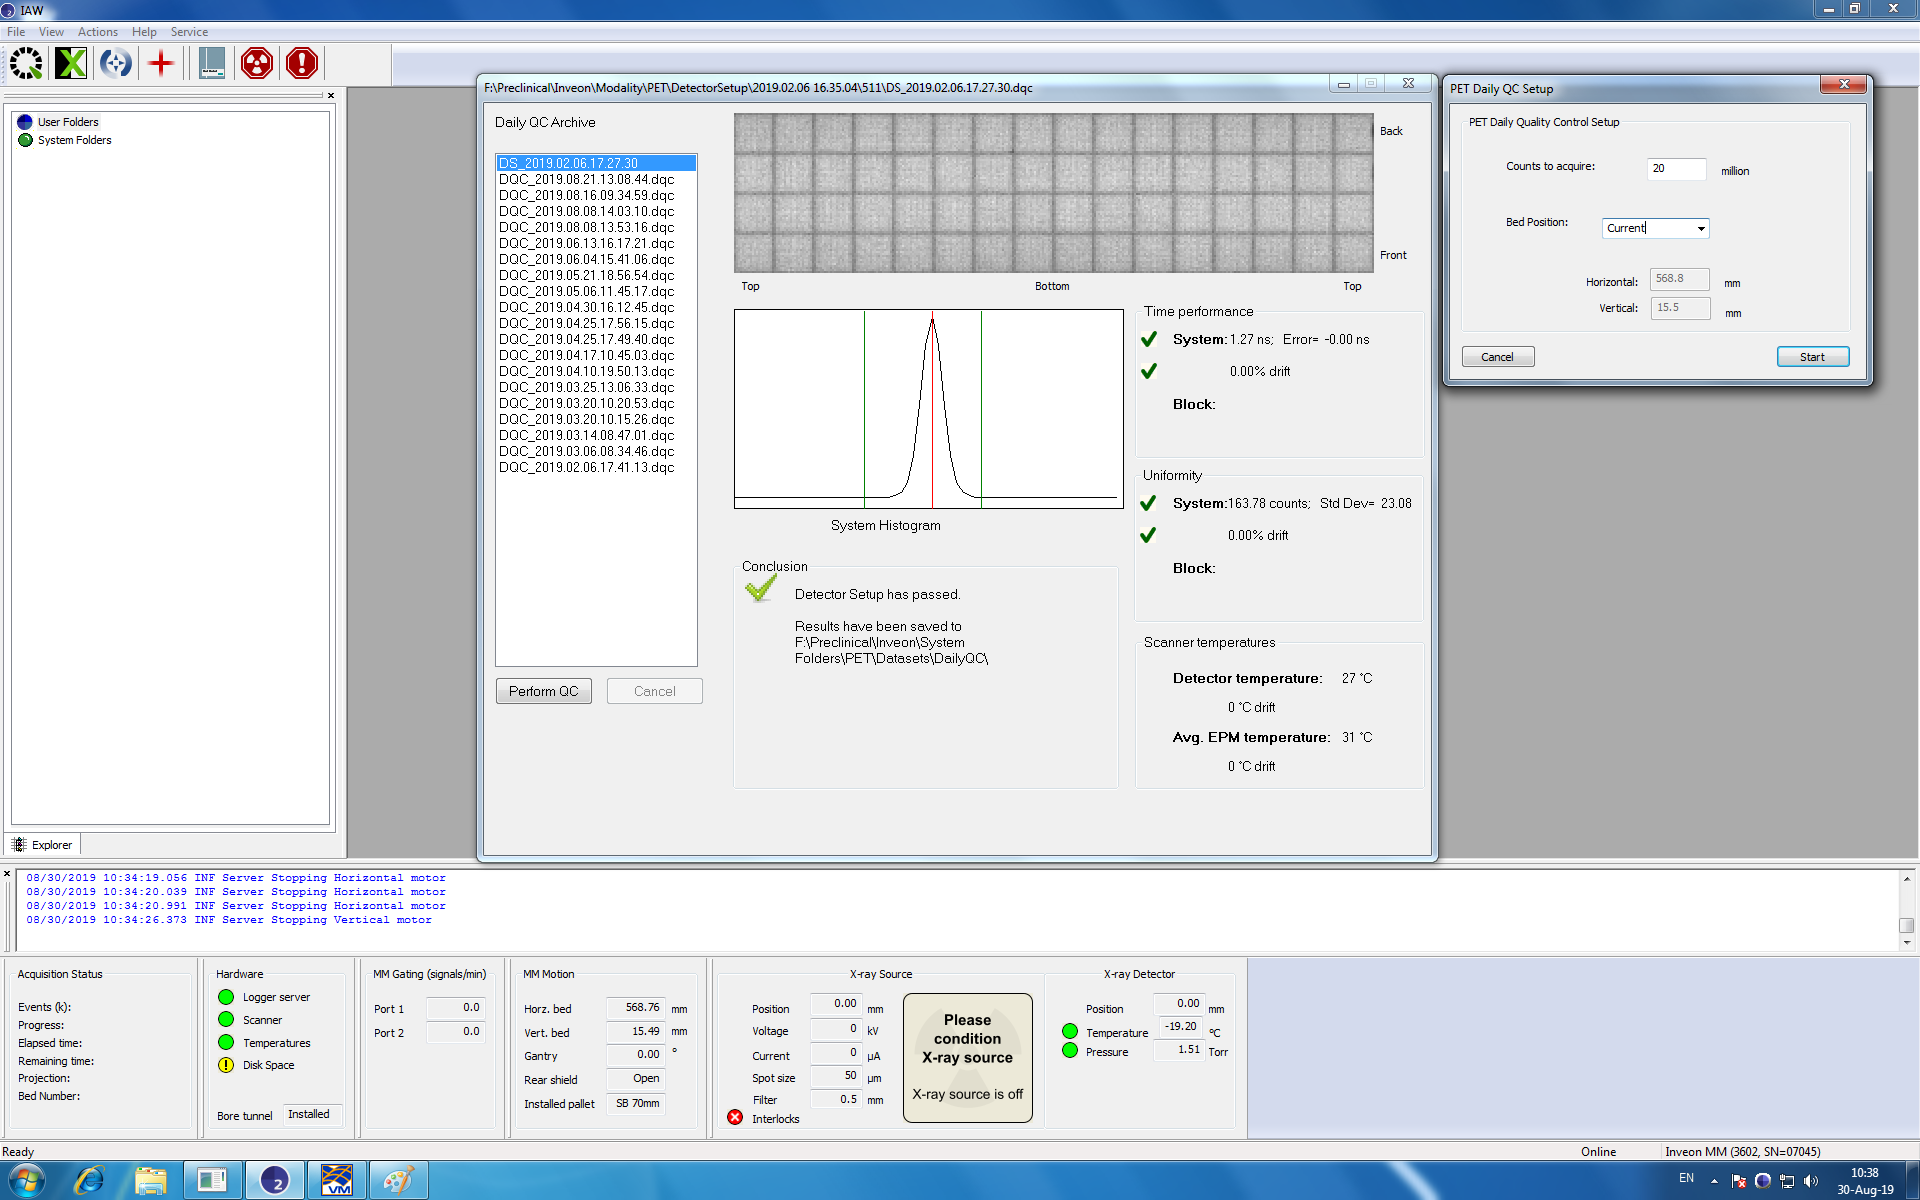 IAW
File View Actions Help Service
User Folders
System Folders
Explorer
F:\Preclinical\Inveon\Modality\PET\DetectorSetup\2019.02.06 16.35.04\511\DS_2019.02.06.17.27.30.dqc
Daily QC Archive
DS_2019.02.06.17.27.30
DQC_2019.08.21.13.08.44.dqc
DQC_2019.08.16.09.34.59.dqc
DQC_2019.08.08.14.03.10.dqc
DQC_2019.08.08.13.53.16.dqc
DQC_2019.06.13.16.17.21.dqc
DQC_2019.06.04.15.41.06.dqc
DQC_2019.05.21.18.56.54.dqc
DQC_2019.05.06.11.45.17.dqc
DQC_2019.04.30.16.12.45.dqc
DQC_2019.04.25.17.56.15.dqc
DQC_2019.04.25.17.49.40.dqc
DQC_2019.04.17.10.45.03.dqc
DQC_2019.04.10.19.50.13.dqc
DQC_2019.03.25.13.06.33.dqc
DQC_2019.03.20.10.20.53.dqc
DQC_2019.03.20.10.15.26.dqc
DQC_2019.03.14.08.47.01.dqc
DQC_2019.03.06.08.34.46.dqc
DQC_2019.02.06.17.41.13.dqc
Perform QC Cancel
Back
Front
Top Bottom Top
System Histogram
Conclusion
Detector Setup has passed.
Results have been saved to
F:\Preclinical\Inveon\System
Folders\PET\Datasets\DailyQC\
Time performance
System: 1.27 ns; Error= -0.00 ns
0.00% drift
Block:
Uniformity
System: 163.78 counts; Std Dev= 23.08
0.00% drift
Block:
Scanner temperatures
Detector temperature: 27 °C
0 °C drift
Avg. EPM temperature: 31 °C
0 °C drift
PET Daily QC Setup
PET Daily Quality Control Setup
Counts to acquire: 20 million
Bed Position: Current
Horizontal: 568.8 mm
Vertical: 15.5 mm
Cancel Start
08/30/2019 10:34:19.056 INF Server Stopping Horizontal motor
08/30/2019 10:34:20.039 INF Server Stopping Horizontal motor
08/30/2019 10:34:20.991 INF Server Stopping Horizontal motor
08/30/2019 10:34:26.373 INF Server Stopping Vertical motor
Acquisition Status
Events (k):
Progress:
Elapsed time:
Remaining time:
Projection:
Bed Number:
Hardware
Logger server
Scanner
Temperatures
Disk Space
Bore tunnel Installed
MM Gating (signals/min)
Port 1 0.0
Port 2 0.0
MM Motion
Horz. bed 568.76 mm
Vert. bed 15.49 mm
Gantry 0.00 °
Rear shield Open
Installed pallet SB 70mm
X-ray Source
Position 0.00 mm
Voltage 0 kV
Current 0 µA
Spot size 50 µm
Filter 0.5 mm
Interlocks
Please
condition
X-ray source
X-ray source is off
X-ray Detector
Position 0.00 mm
Temperature -19.20 ºC
Pressure 1.51 Torr
Ready
Online Inveon MM (3602, SN=07045)
VM
EN
10:38
30-Aug-19